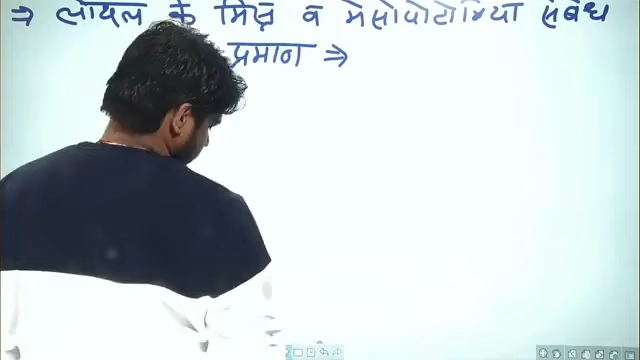 ⇒ लोथल के मिस्र व मेसोपोटामिया संबंध
प्रमाण ⇒